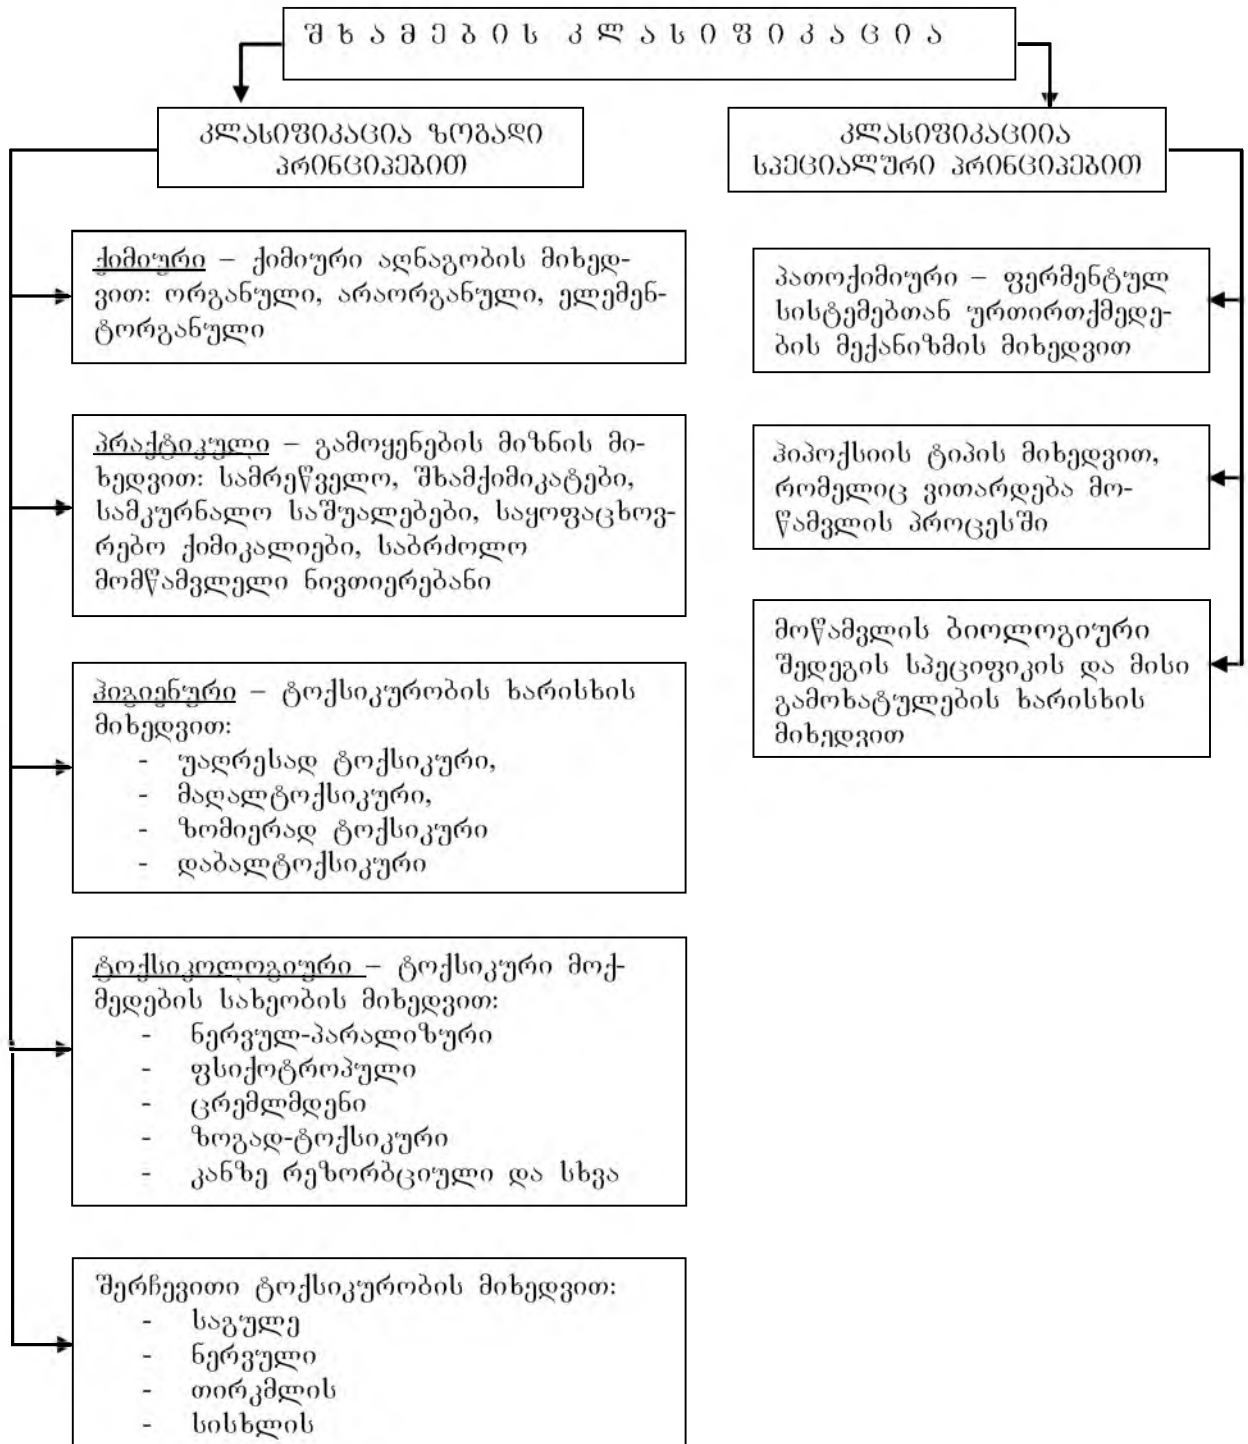 შ ხ ა მ ე ბ ი ს  კ ლ ა ს ი ფ ი კ ა ც ი ა
კლასიფიკაცია ზოგადი
პრინციპებით
ქიმიური – ქიმიური აღნაგობის მიხედ-
ვით: ორგანული, არაორგანული, ელემენ-
ტორგანული
პრაქტიკული – გამოყენების მიზნის მი-
ხედვით: სამრეწველო, შხამქიმიკატები,
სამკურნალო საშუალებები, საყოფაცხოვ-
რებო ქიმიკალიები, საბრძოლო
მომწამვლელი ნივთიერებანი
ჰიგიენური – ტოქსიკურობის ხარისხის
მიხედვით:
- უაღრესად ტოქსიკური,
- მაღალტოქსიკური,
- ზომიერად ტოქსიკური
- დაბალტოქსიკური
ტოქსიკოლოგიური – ტოქსიკური მოქ-
მედების სახეობის მიხედვით:
- ნერვულ-პარალიზური
- ფსიქოტროპული
- ცრემლმდენი
- ზოგად-ტოქსიკური
- კანზე რეზორბციული და სხვა
შერჩევითი ტოქსიკურობის მიხედვით:
- საგულე
- ნერვული
- თირკმლის
- სისხლის
კლასიფიკაციია
სპეციალური პრინციპებით
პათოქიმიური – ფერმენტულ
სისტემებთან ურთირთქმედე-
ბის მექანიზმის მიხედვით
ჰიპოქსიის ტიპის მიხედვით,
რომელიც ვითარდება მო-
წამვლის პროცესში
მოწამვლის ბიოლოგიური
შედეგის სპეციფიკის და მისი
გამოხატულების ხარისხის
მიხედვით